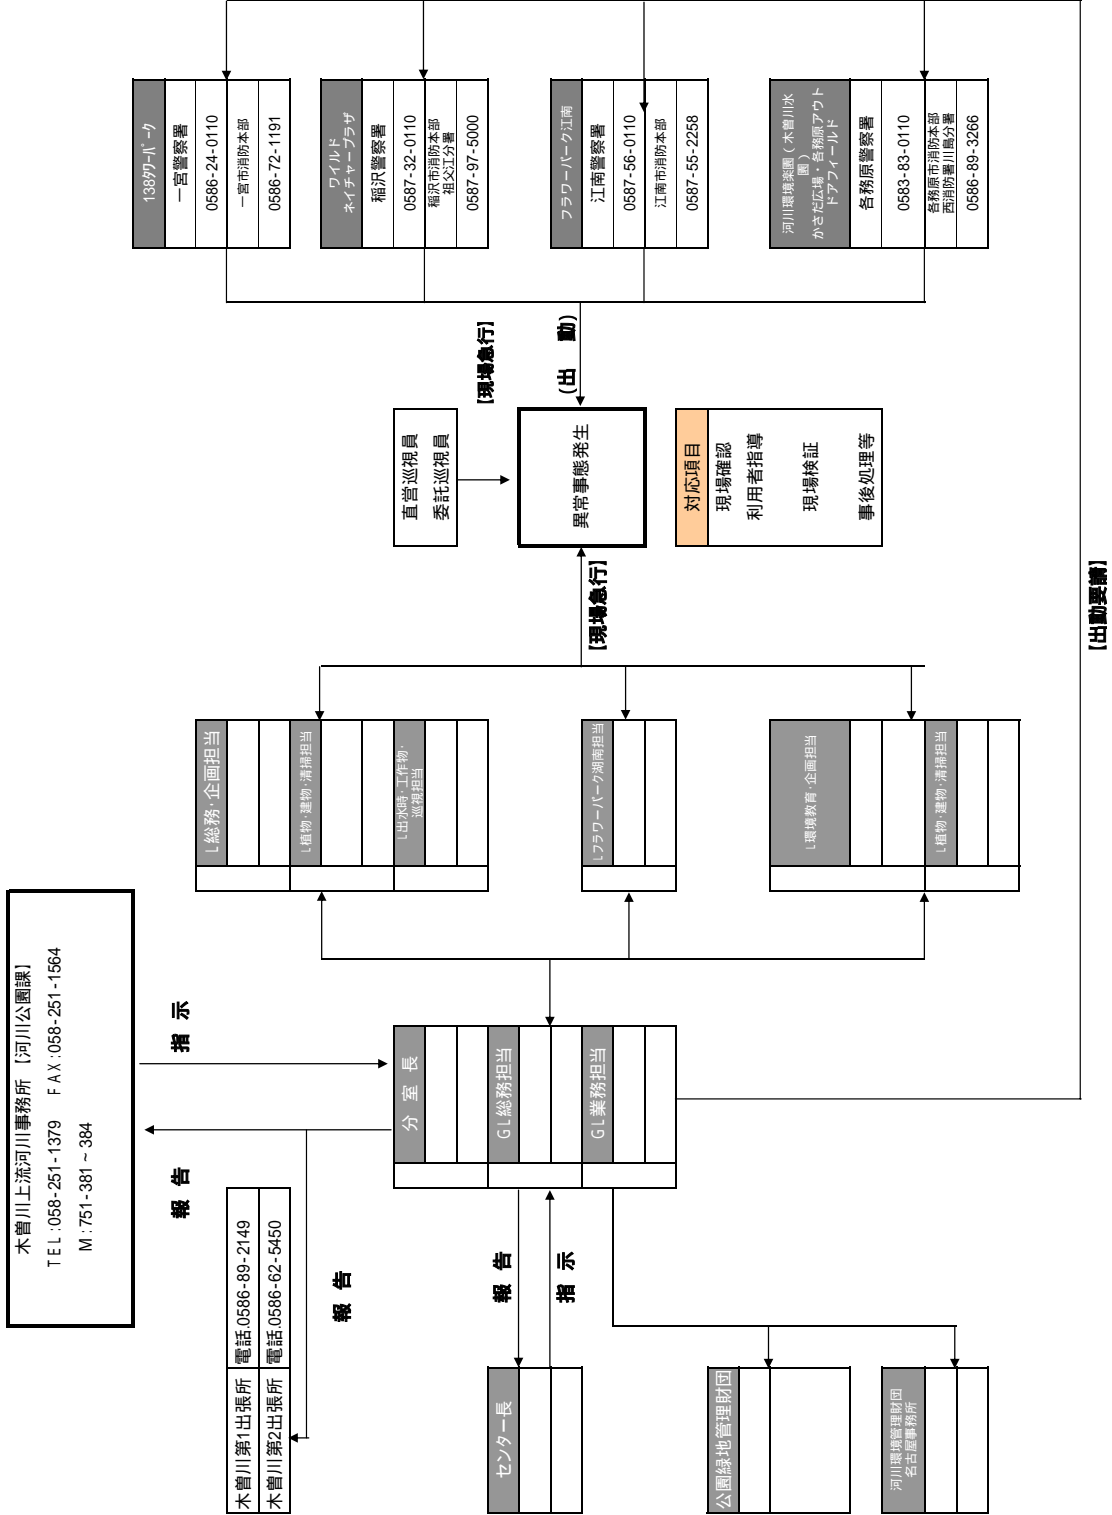 木曽川上流河川事務所 【河川公園課】
ＴＥＬ:058-251-1379 ＦＡＸ:058-251-1564
Ｍ:751-381～384
報 告
指 示
木曽川第1出張所 電話.0586-89-2149
木曽川第2出張所 電話.0586-62-5450
報 告
センター長
報 告
指 示
公園緑地管理財団
河川環境管理財団
名古屋事務所
分 室 長
ＧＬ総務担当
ＧＬ業務担当
Ｌ総務･企画担当
Ｌ植物･建物･清掃担当
Ｌ出水時･工作物･
巡視担当
Ｌフラワーパーク湖南担当
Ｌ環境教育･企画担当
Ｌ植物･建物･清掃担当
【現場急行】
直営巡視員
委託巡視員
異常事態発生
対応項目
現場確認
利用者指導
現場検証
事後処理等
【現場急行】
(出 動)
138ﾀﾜｰﾊﾟｰｸ
一宮警察署
0586-24-0110
一宮市消防本部
0586-72-1191
ワイルド
ネイチャープラザ
稲沢警察署
0587-32-0110
稲沢市消防本部
祖父江分署
0587-97-5000
フラワーパーク江南
江南警察署
0587-56-0110
江南市消防本部
0587-55-2258
河川環境楽園（木曽川水
園）
かさだ広場・各務原アウト
ドアフィールド
各務原警察署
0583-83-0110
各務原市消防本部
西消防署川島分署
0586-89-3266
【出動要請】